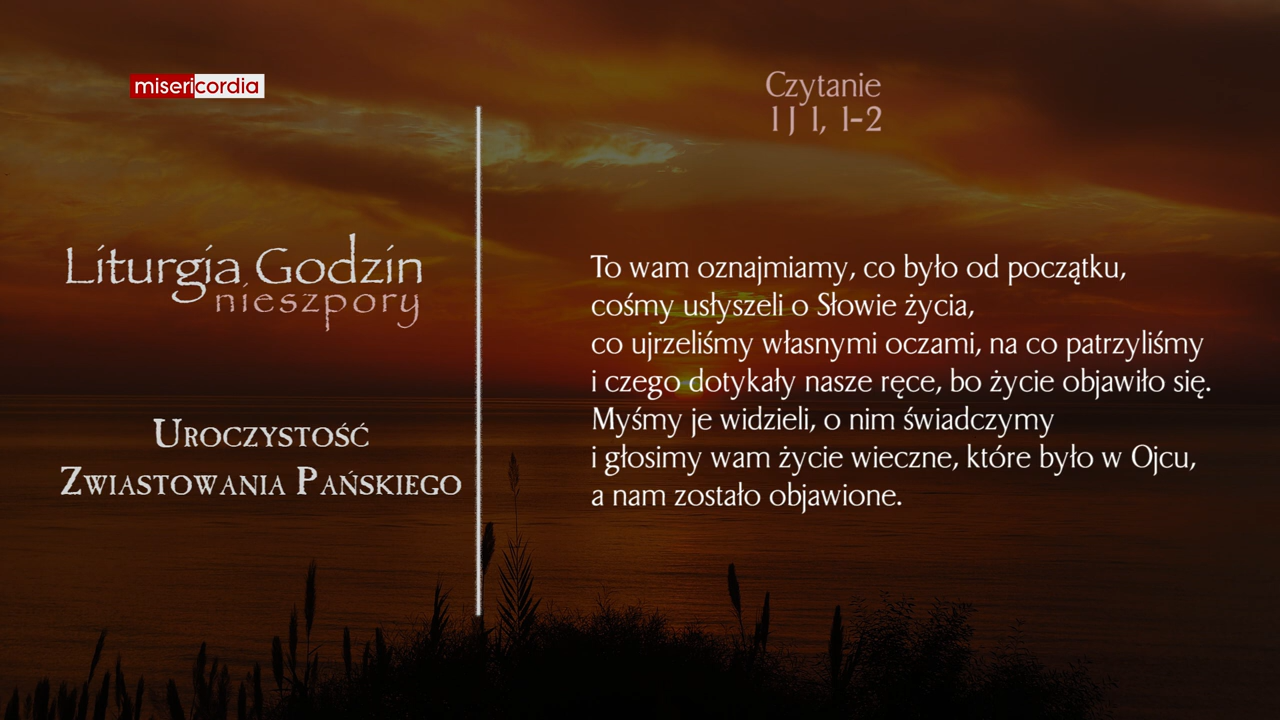 misericordia
Liturgia Godzin
nieszpory
Uroczystość
Zwiastowania Pańskiego
Czytanie
1 J 1, 1-2
To wam oznajmiamy, co było od początku,
cośmy usłyszeli o Słowie życia,
co ujrzeliśmy własnymi oczami, na co patrzyliśmy
i czego dotykały nasze ręce, bo życie objawiło się.
Myśmy je widzieli, o nim świadczymy
i głosimy wam życie wieczne, które było w Ojcu,
a nam zostało objawione.